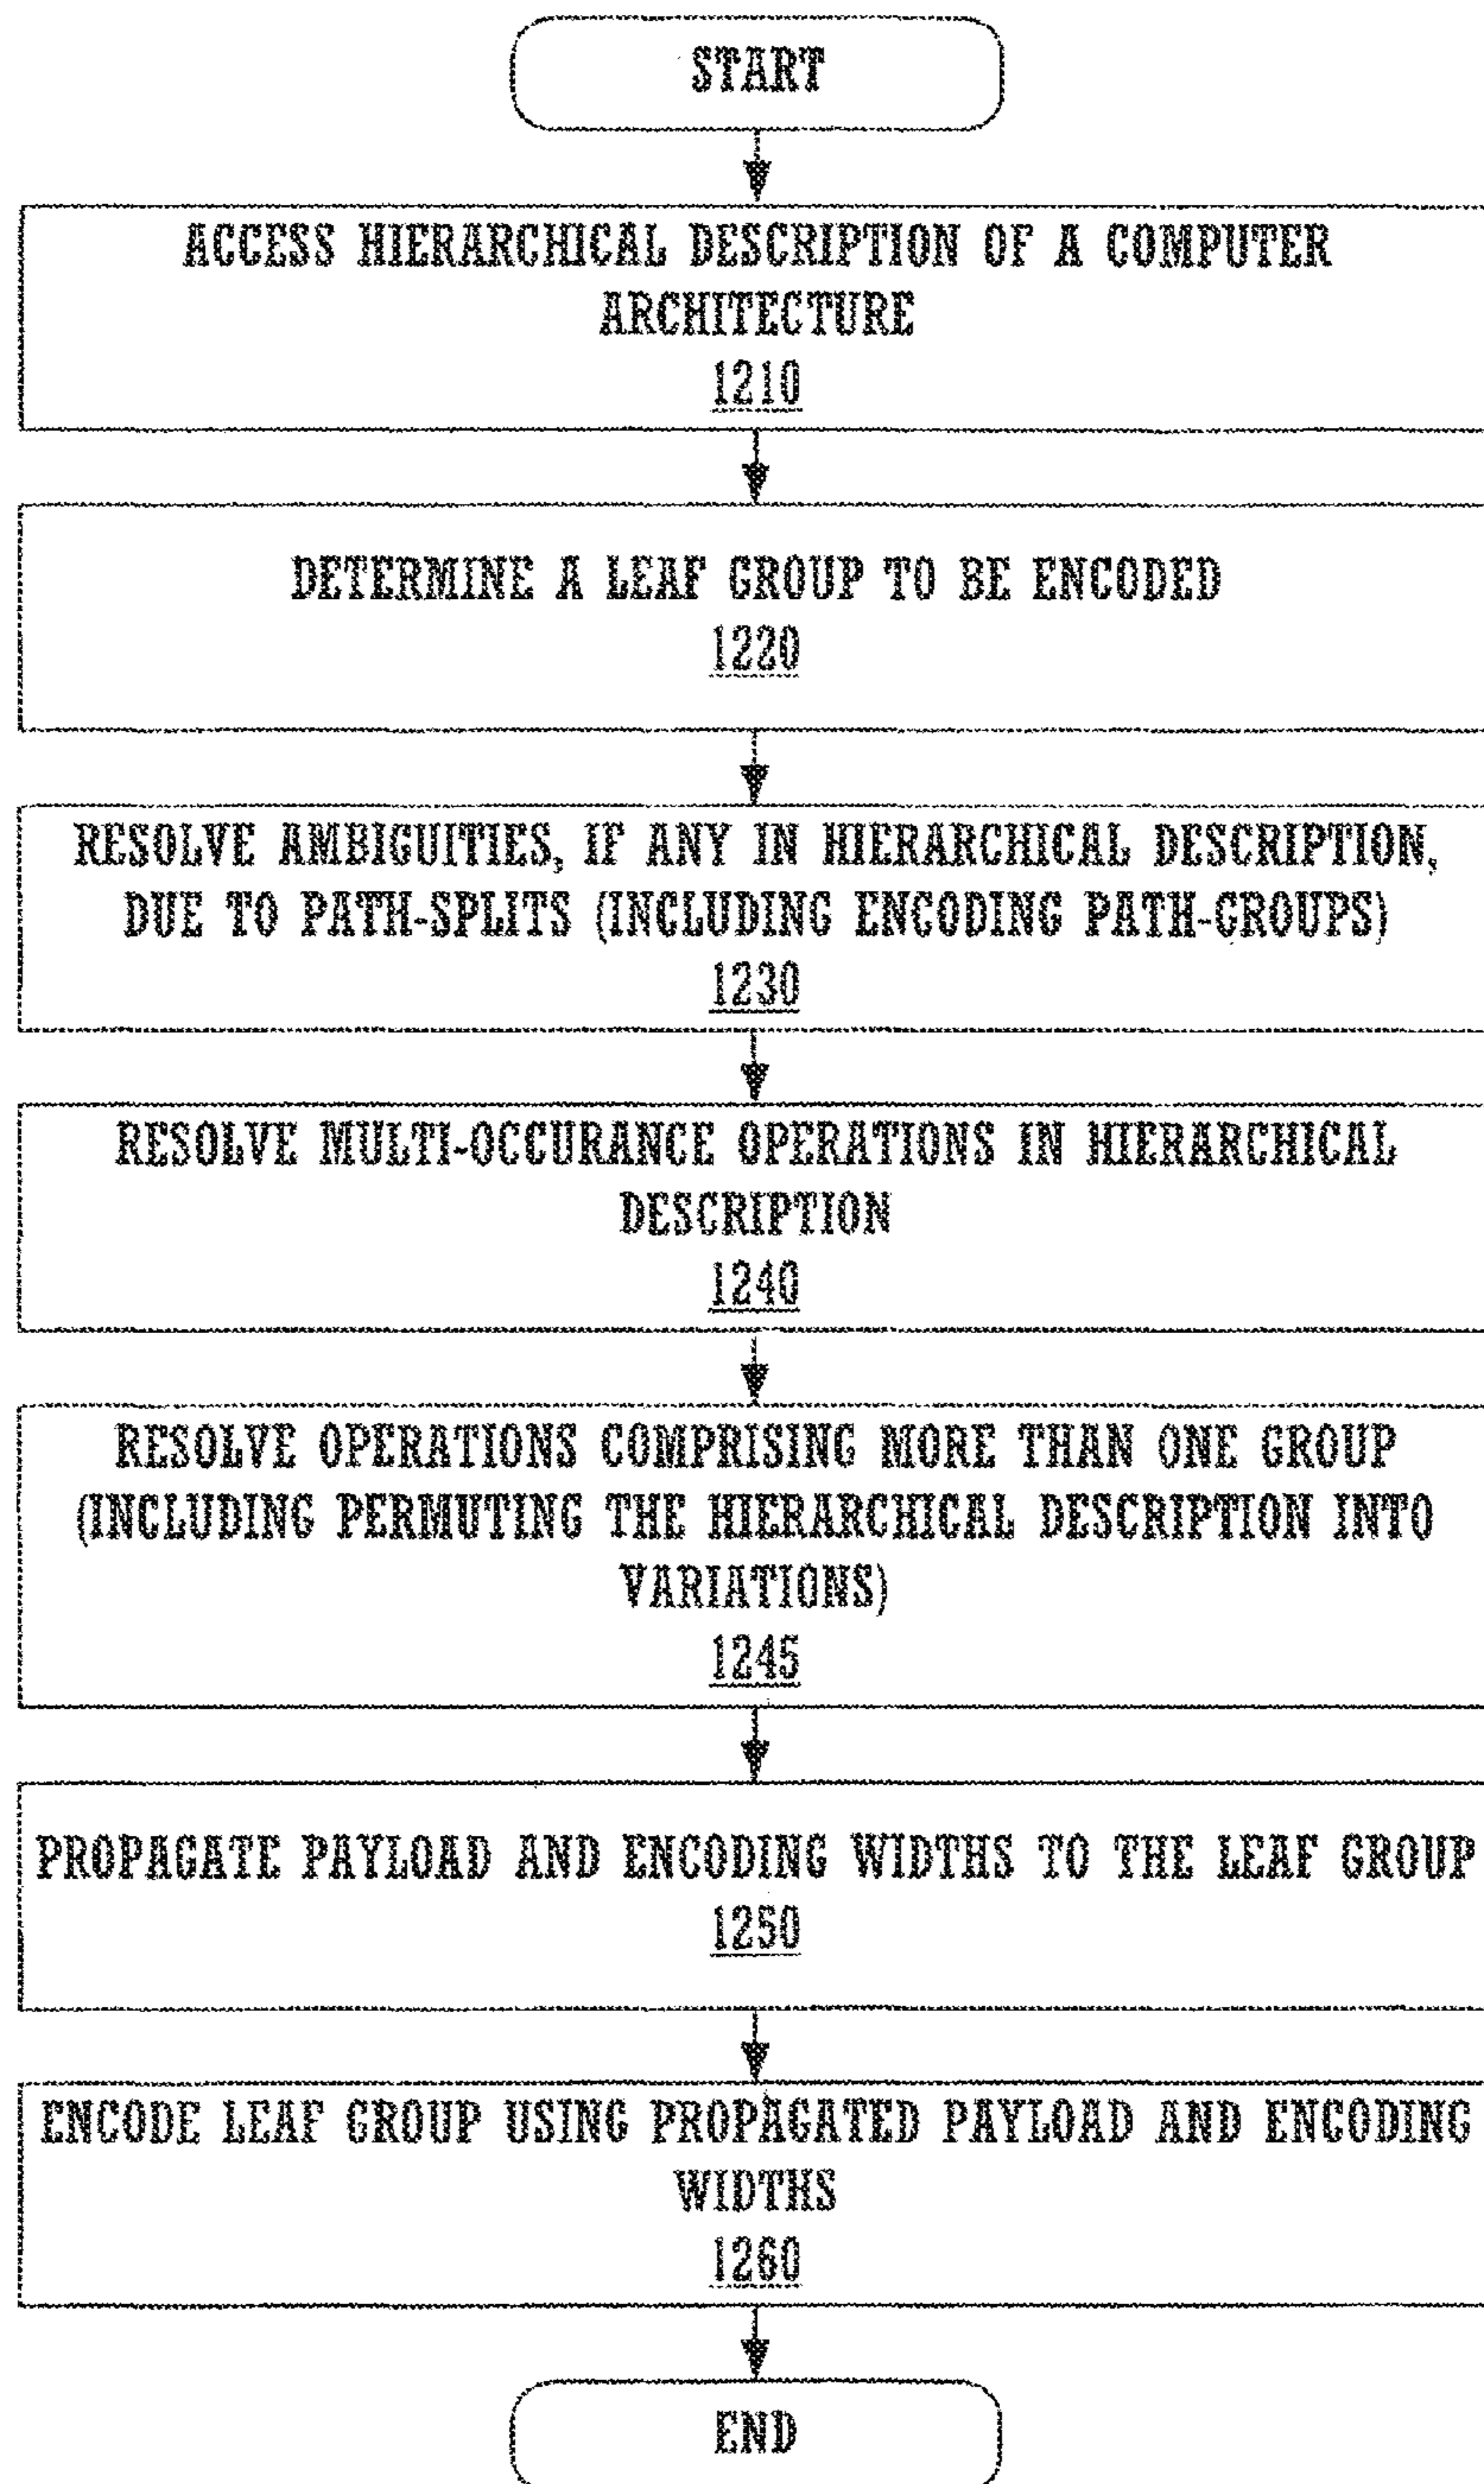 START
ACCESS HIERARCHICAL DESCRIPTION OF A COMPUTER
ARCHITECTURE
1210
DETERMINE A LEAF GROUP TO BE ENCODED
1220
RESOLVE AMBIGUITIES, IF ANY IN HIERARCHICAL DESCRIPTION,
DUE TO PATH-SPLITS (INCLUDING ENCODING PATH-GROUPS)
1230
RESOLVE MULTI-OCCURANCE OPERATIONS IN HIERARCHICAL
DESCRIPTION
1240
RESOLVE OPERATIONS COMPRISING MORE THAN ONE GROUP
(INCLUDING PERMUTING THE HIERARCHICAL DESCRIPTION INTO
VARIATIONS)
1245
PROPAGATE PAYLOAD AND ENCODING WIDTHS TO THE LEAF GROUP
1250
ENCODE LEAF GROUP USING PROPAGATED PAYLOAD AND ENCODING
WIDTHS
1260
END